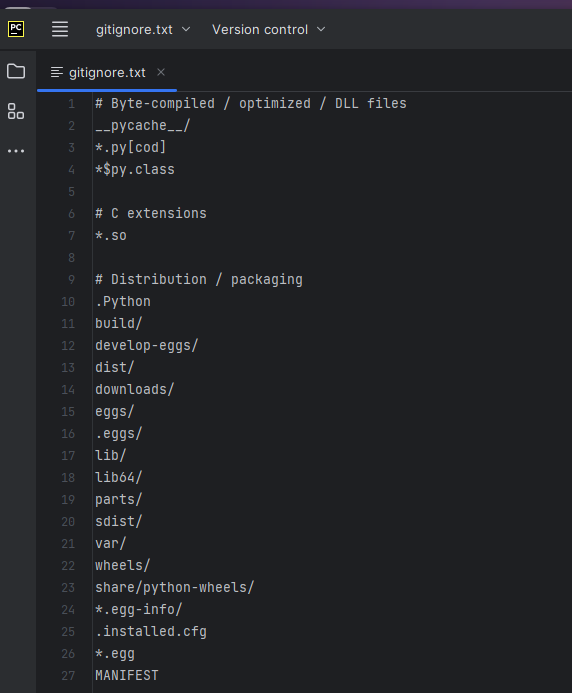 PC
gitignore.txt Version control
gitignore.txt
1 # Byte-compiled / optimized / DLL files
2 __pycache__/
3 *.py[cod]
4 *$py.class
5
6 # C extensions
7 *.so
8
9 # Distribution / packaging
10 .Python
11 build/
12 develop-eggs/
13 dist/
14 downloads/
15 eggs/
16 .eggs/
17 lib/
18 lib64/
19 parts/
20 sdist/
21 var/
22 wheels/
23 share/python-wheels/
24 *.egg-info/
25 .installed.cfg
26 *.egg
27 MANIFEST